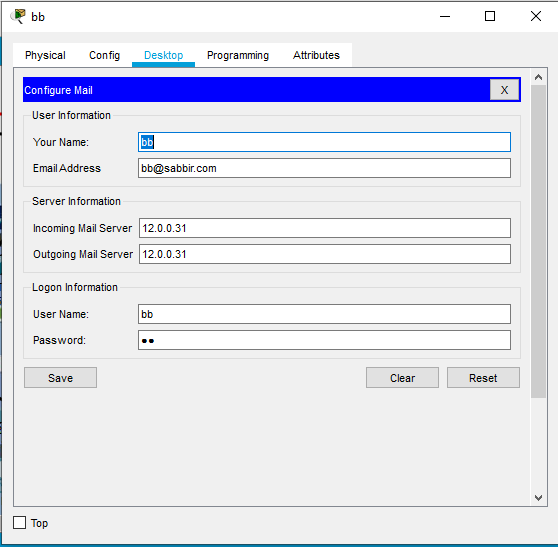 bb
Physical Config Desktop Programming Attributes
Configure Mail X
User Information
Your Name: bb
Email Address bb@sabbir.com
Server Information
Incoming Mail Server 12.0.0.31
Outgoing Mail Server 12.0.0.31
Logon Information
User Name: bb
Password: ●●
Save Clear Reset
Top